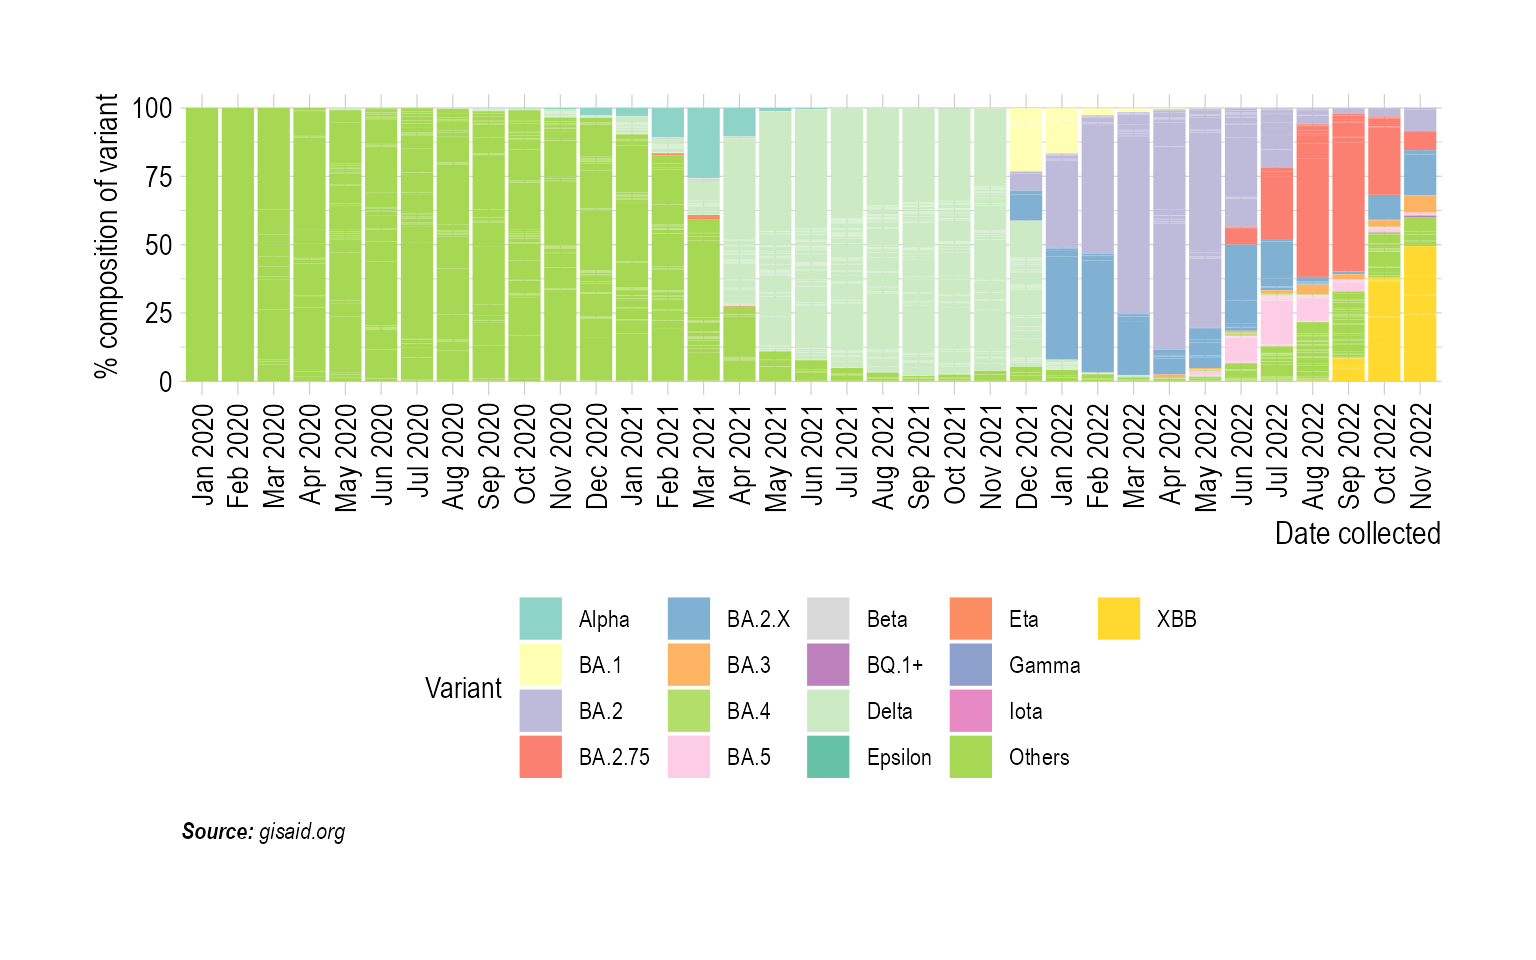 % composition of variant
100
75
50
25
0
Jan 2020
Feb 2020
Mar 2020
Apr 2020
May 2020
Jun 2020
Jul 2020
Aug 2020
Sep 2020
Oct 2020
Nov 2020
Dec 2020
Jan 2021
Feb 2021
Mar 2021
Apr 2021
May 2021
Jun 2021
Jul 2021
Aug 2021
Sep 2021
Oct 2021
Nov 2021
Dec 2021
Jan 2022
Feb 2022
Mar 2022
Apr 2022
May 2022
Jun 2022
Jul 2022
Aug 2022
Sep 2022
Oct 2022
Nov 2022
Date collected
Variant
Alpha
BA.1
BA.2
BA.2.75
BA.2.X
BA.3
BA.4
BA.5
Beta
BQ.1+
Delta
Epsilon
Eta
Gamma
Iota
Others
XBB
Source: gisaid.org